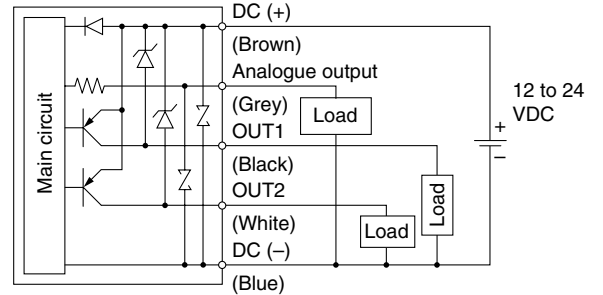 DC (+)
(Brown)
Analogue output
(Grey)
OUT1
(Black)
OUT2
(White)
DC (–)
(Blue)
Main circuit
Load
Load
Load
12 to 24
VDC
+
–